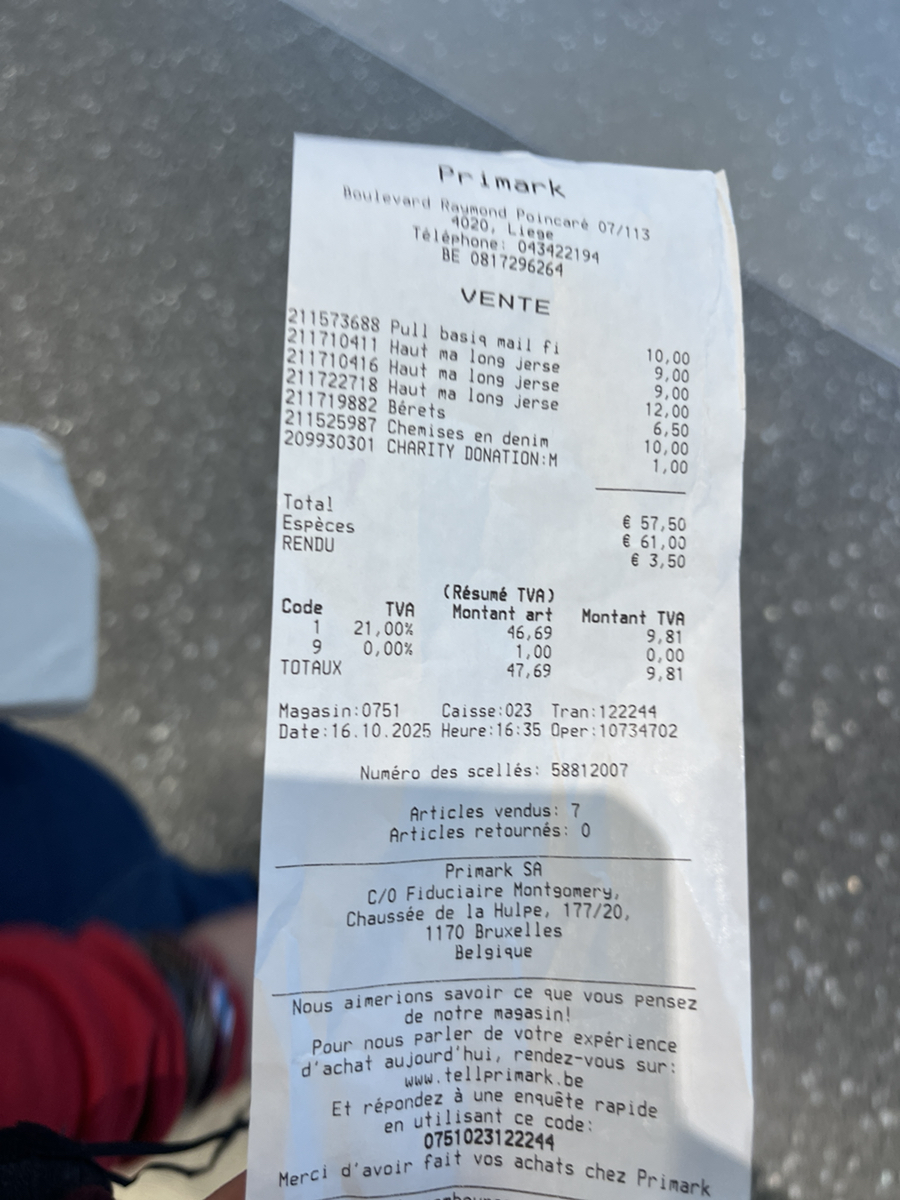 Primark
Boulevard Raymond Poincaré 07/113
4020, Liege
Téléphone: 043422194
BE 0817296264
VENTE
211573688 Pull basiq mail fi 10,00
211710411 Haut ma long jerse 9,00
211710416 Haut ma long jerse 9,00
211722718 Haut ma long jerse 12,00
211719882 Bérets 6,50
211525987 Chemises en denim 10,00
209930301 CHARITY DONATION:M 1,00
Total € 57,50
Espèces € 61,00
RENDU € 3,50
(Résumé TVA)
Code TVA Montant art Montant TVA
1 21,00% 46,69 9,81
9 0,00% 1,00 0,00
TOTAUX 47,69 9,81
Magasin:0751 Caisse:023 Tran:122244
Date:16.10.2025 Heure:16:35 Oper:10734702
Numéro des scellés: 58812007
Articles vendus: 7
Articles retournés: 0
Primark SA
C/O Fiduciaire Montgomery,
Chaussée de la Hulpe, 177/20,
1170 Bruxelles
Belgique
Nous aimerions savoir ce que vous pensez
de notre magasin!
Pour nous parler de votre expérience
d'achat aujourd'hui, rendez-vous sur:
www.tellprimark.be
Et répondez à une enquête rapide
en utilisant ce code:
0751023122244
Merci d'avoir fait vos achats chez Primark